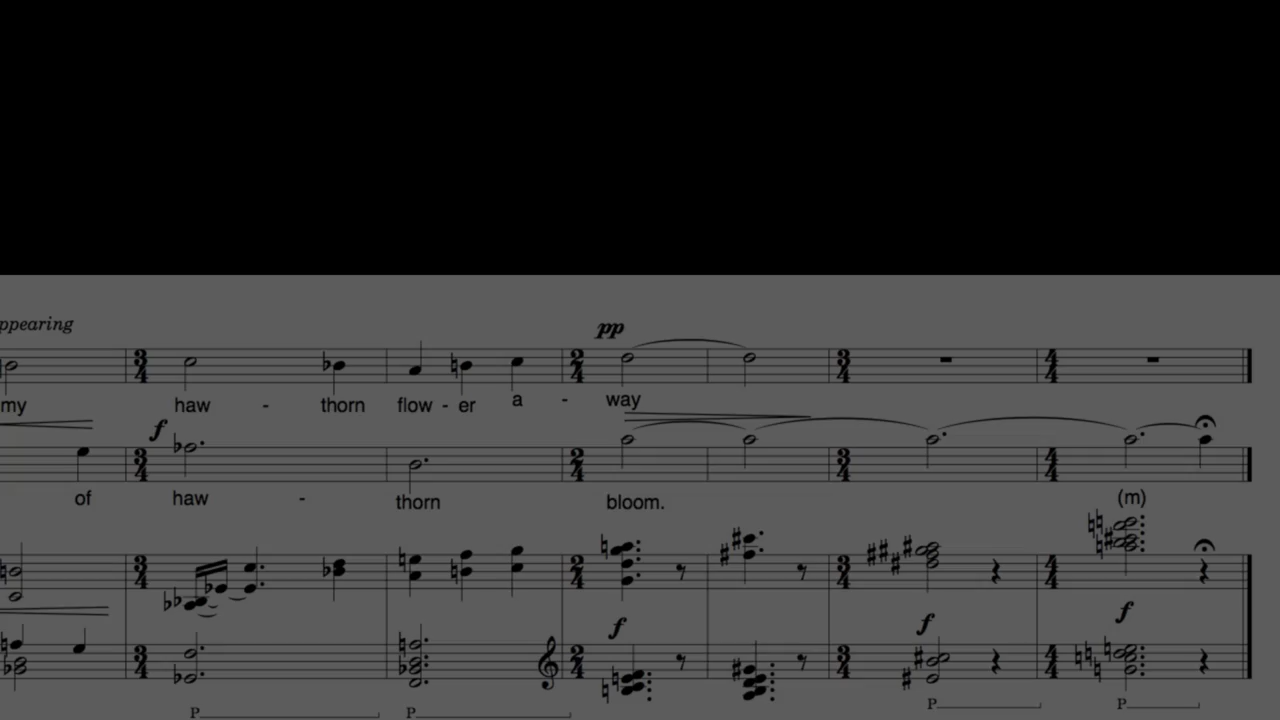 ppearing
pp
my haw - thorn flow - er a - way
f
of haw - thorn bloom. (m)
f f f
P P P P